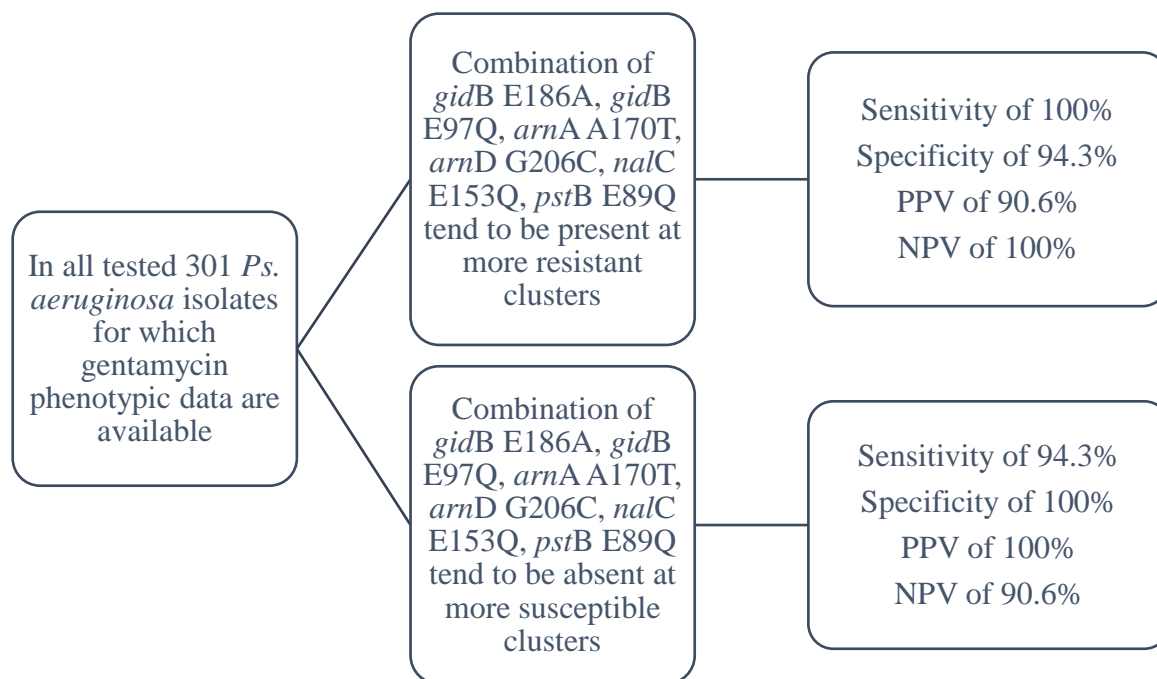 In all tested 301 Ps.
aeruginosa isolates
for which
gentamycin
phenotypic data are
available
Combination of
gidB E186A, gidB
E97Q, arnA A170T,
arnD G206C, nalC
E153Q, pstB E89Q
tend to be present at
more resistant
clusters
Sensitivity of 100%
Specificity of 94.3%
PPV of 90.6%
NPV of 100%
Combination of
gidB E186A, gidB
E97Q, arnA A170T,
arnD G206C, nalC
E153Q, pstB E89Q
tend to be absent at
more susceptible
clusters
Sensitivity of 94.3%
Specificity of 100%
PPV of 100%
NPV of 90.6%